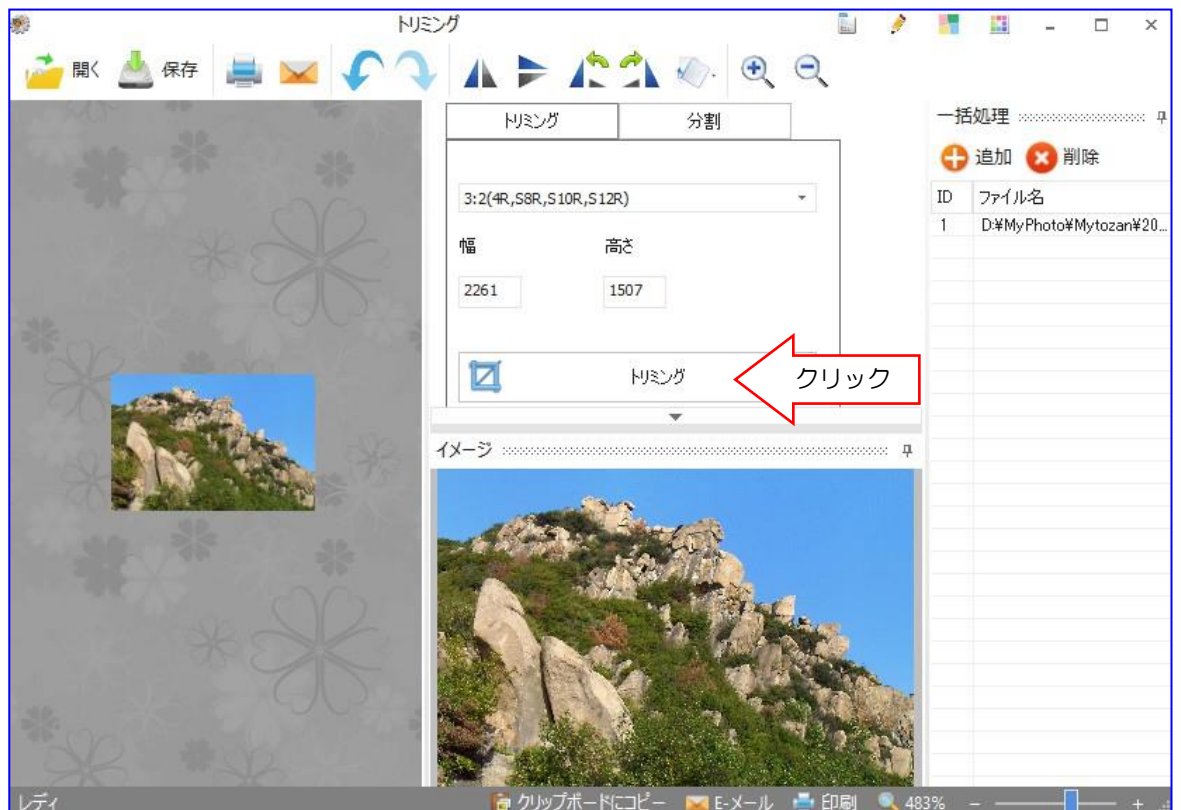 トリミング
開く 保存
トリミング 分割
3:2(4R,S8R,S10R,S12R)
幅 高さ
2261 1507
トリミング
クリック
イメージ
一括処理
追加 削除
ID ファイル名
1 D:¥MyPhoto¥Mytozan¥20...
レディ クリップボードにコピー E-メール 印刷 483% - +